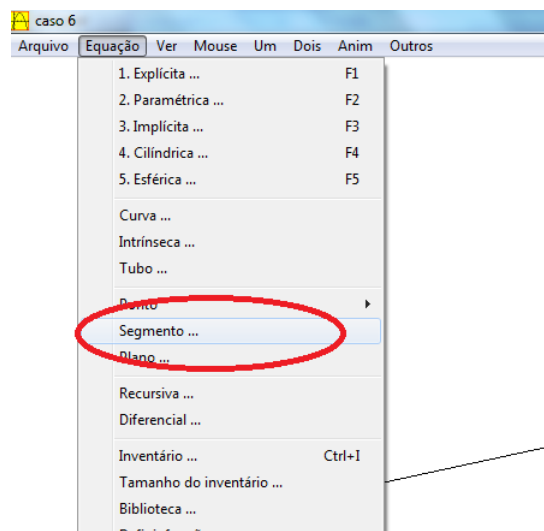 caso 6
Arquivo Equação Ver Mouse Um Dois Anim Outros
1. Explícita ... F1
2. Paramétrica ... F2
3. Implícita ... F3
4. Cilíndrica ... F4
5. Esférica ... F5
Curva ...
Intrínseca ...
Tubo ...
Ponto
Segmento ...
Plano ...
Recursiva ...
Diferencial ...
Inventário ... Ctrl+I
Tamanho do inventário ...
Biblioteca ...